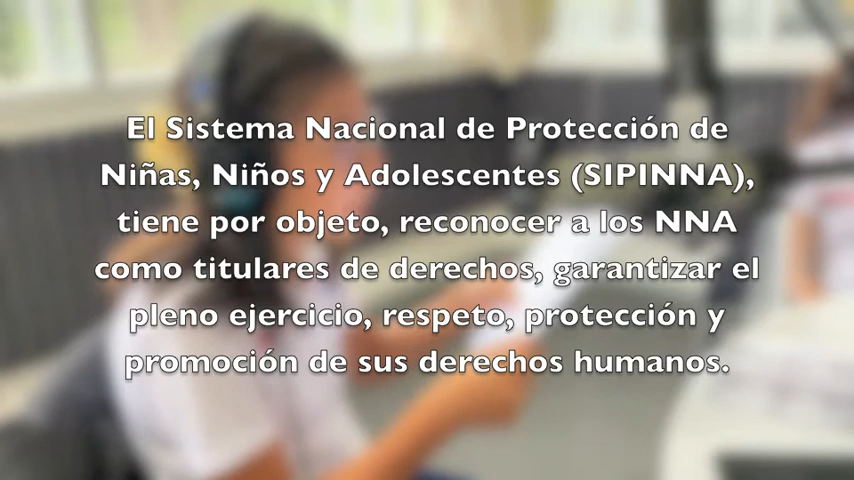 El Sistema Nacional de Protección de
Niñas, Niños y Adolescentes (SIPINNA),
tiene por objeto, reconocer a los NNA
como titulares de derechos, garantizar el
pleno ejercicio, respeto, protección y
promoción de sus derechos humanos.